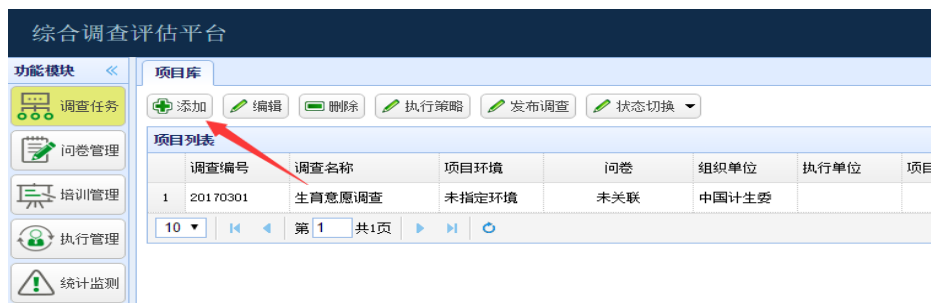 综合调查评估平台
功能模块 项目库
调查任务 添加 编辑 删除 执行策略 发布调查 状态切换
问卷管理 项目列表
调查编号 调查名称 项目环境 问卷 组织单位 执行单位 项目
培训管理 1 20170301 生育意愿调查 未指定环境 未关联 中国计生委
10 第 1 共1页
执行管理
统计监测